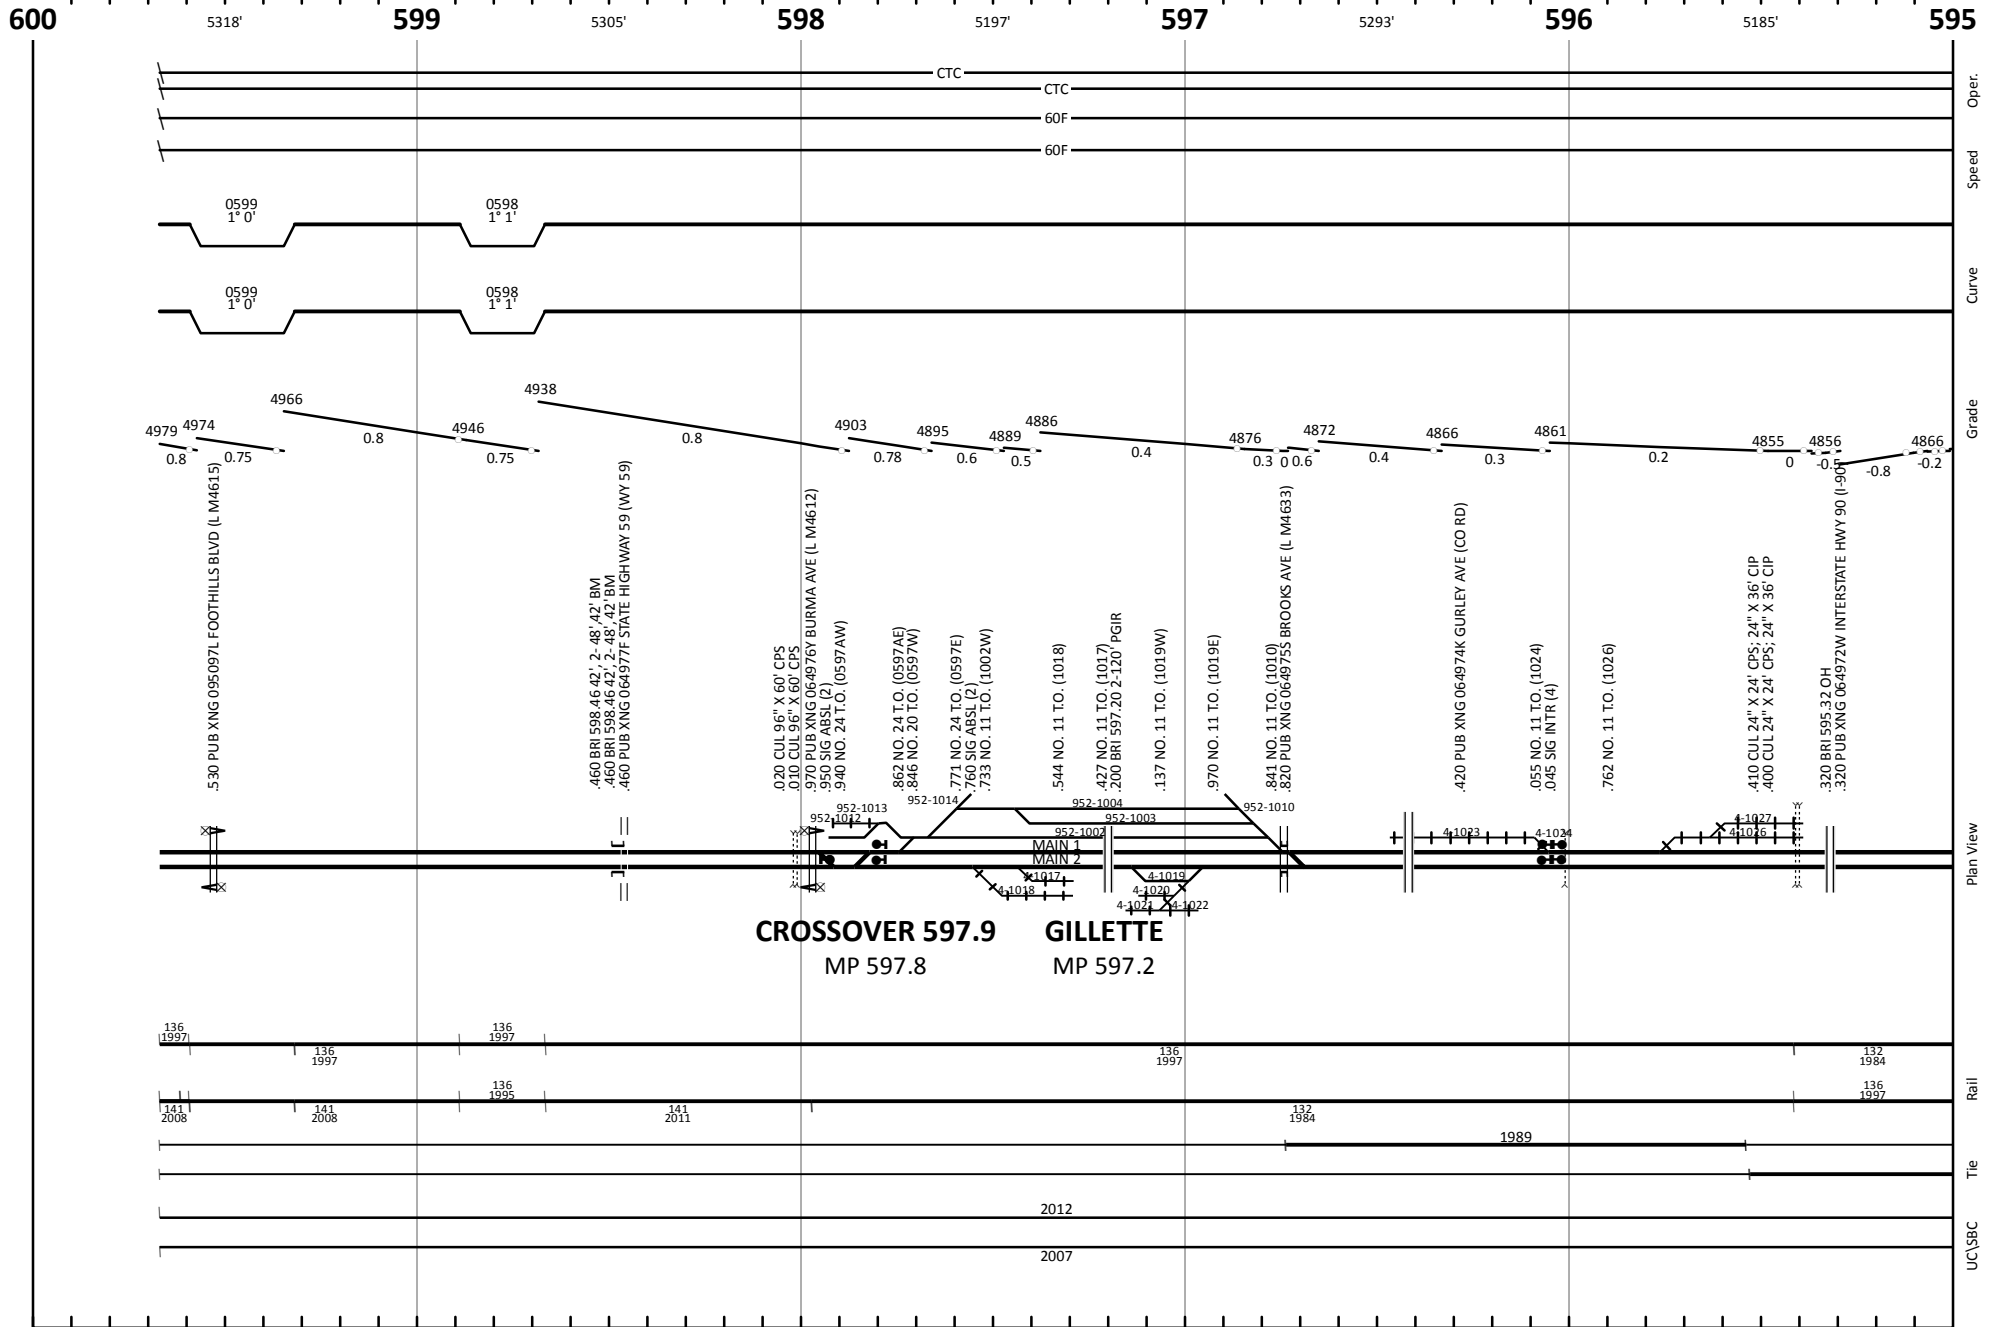 600 5318' 599 5305' 598 5197' 597 5293' 596 5185' 595
CTC
CTC
60F
60F
Oper.
Speed
0599 0598
1° 0' 1° 1'
0599 0598
1° 0' 1° 1'
Curve
4979 4974 4966 4946 4938 4903 4895 4889 4886 4876 4872 4866 4861 4855 4856 4866
0.8 0.75 0.8 0.75 0.8 0.78 0.6 0.5 0.4 0.3 0 0.6 0.4 0.3 0.2 0 -0.5 -0.8 -0.2
Grade
.530 PUB XNG 095097L FOOTHILLS BLVD (L M4615)
.460 BRI 598.46 42', 2- 48', 42' BM
.460 BRI 598.46 42', 2- 48', 42' BM
.460 PUB XNG 064977F STATE HIGHWAY 59 (WY 59)
.020 CUL 96" X 60' CPS
.010 CUL 96" X 60' CPS
.970 PUB XNG 064976Y BURMA AVE (L M4612)
.950 SIG ABSL (2)
.940 NO. 24 T.O. (0597AW)
.862 NO. 24 T.O. (0597AE)
.846 NO. 20 T.O. (0597W)
.771 NO. 24 T.O. (0597E)
.760 SIG ABSL (2)
.733 NO. 11 T.O. (1002W)
.544 NO. 11 T.O. (1018)
.427 NO. 11 T.O. (1017)
.200 BRI 597.20 2-120' PGIR
.137 NO. 11 T.O. (1019W)
.970 NO. 11 T.O. (1019E)
.841 NO. 11 T.O. (1010)
.820 PUB XNG 064975S BROOKS AVE (L M4633)
.420 PUB XNG 064974K GURLEY AVE (CO RD)
.055 NO. 11 T.O. (1024)
.045 SIG INTR (4)
.762 NO. 11 T.O. (1026)
.410 CUL 24" X 24' CPS; 24" X 36' CIP
.400 CUL 24" X 24' CPS; 24" X 36' CIP
.320 BRI 595.32 OH
.320 PUB XNG 064972W INTERSTATE HWY 90 (I-90
952-1013 952-1014 952-1004 952-1010
952-1012 952-1003 4-1027
952-1002 4-1023 4-1024 4-1026
MAIN 1
MAIN 2
4-1017 4-1019
4-1018 4-1020
4-1021 4-1022
Plan View
CROSSOVER 597.9 GILLETTE
MP 597.8 MP 597.2
136 136
1997 1997
136 136 132
1997 1997 1984
136 136
1995 1997
141 141 141 132
2008 2008 2011 1984
Rail
1989
Tie
2012
2007
UC\SBC